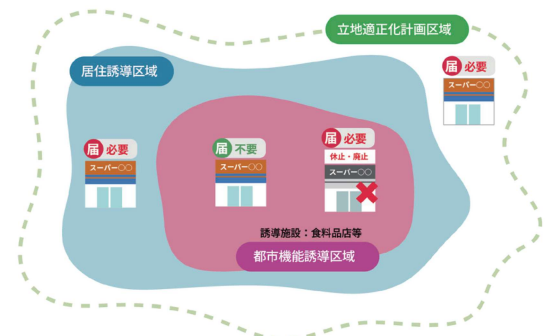 立地適正化計画区域
居住誘導区域
届 必要
スーパー○○
届 必要
スーパー○○
届 不要
スーパー○○
届 必要
休止・廃止
スーパー○○
誘導施設：食料品店等
都市機能誘導区域